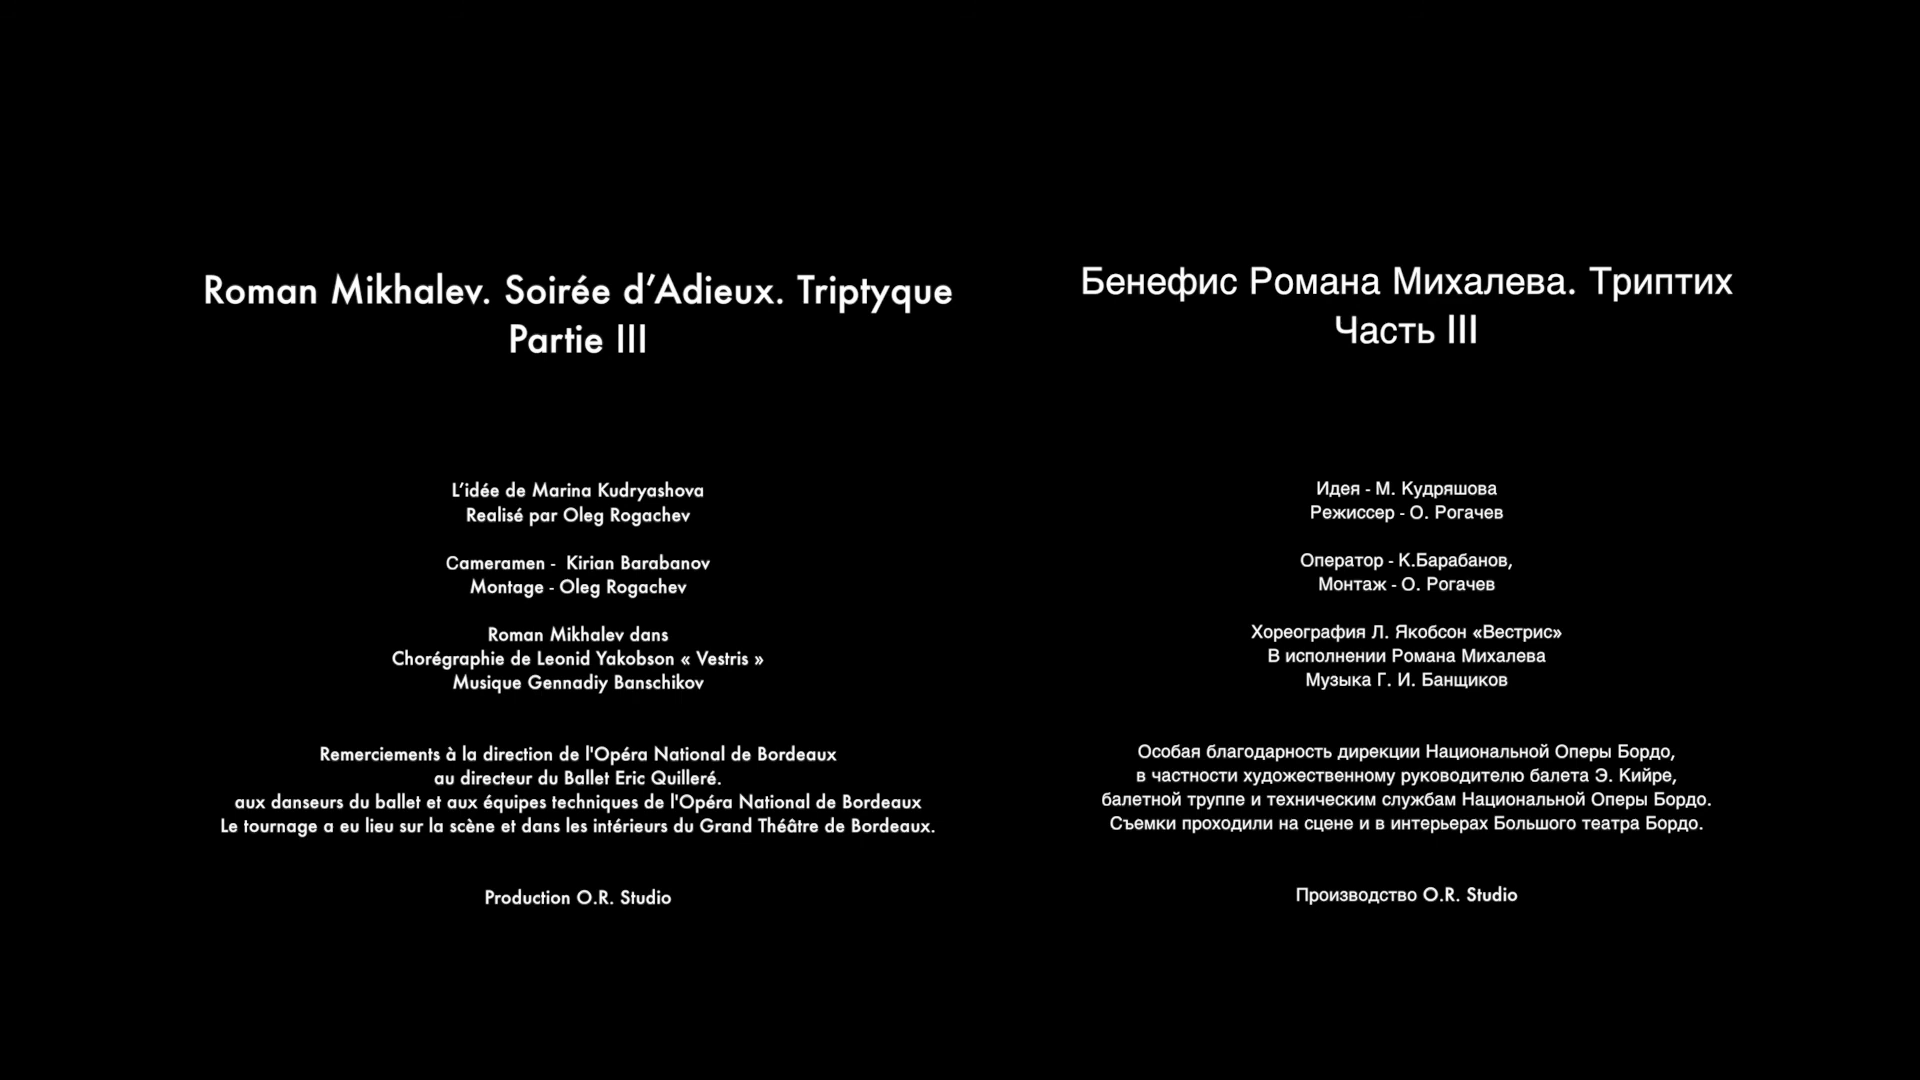 Roman Mikhalev. Soirée d’Adieux. Triptyque
Partie III
L’idée de Marina Kudryashova
Realisé par Oleg Rogachev
Cameramen -  Kirian Barabanov
Montage - Oleg Rogachev
Roman Mikhalev dans
Chorégraphie de Leonid Yakobson « Vestris »
Musique Gennadiy Banschikov
Remerciements à la direction de l'Opéra National de Bordeaux
au directeur du Ballet Eric Quilleré.
aux danseurs du ballet et aux équipes techniques de l'Opéra National de Bordeaux
Le tournage a eu lieu sur la scène et dans les intérieurs du Grand Théâtre de Bordeaux.
Production O.R. Studio
Бенефис Романа Михалева. Триптих
Часть III
Идея - М. Кудряшова
Режиссер - О. Рогачев
Оператор - К.Барабанов,
Монтаж - О. Рогачев
Хореография Л. Якобсон «Вестрис»
В исполнении Романа Михалева
Музыка Г. И. Банщиков
Особая благодарность дирекции Национальной Оперы Бордо,
в частности художественному руководителю балета Э. Кийре,
балетной труппе и техническим службам Национальной Оперы Бордо.
Съемки проходили на сцене и в интерьерах Большого театра Бордо.
Производство O.R. Studio